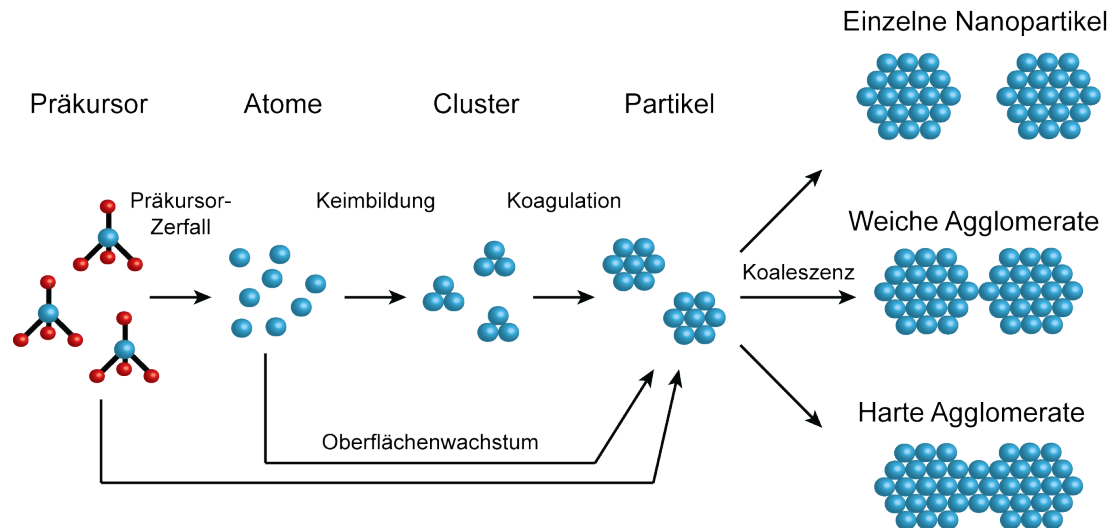 Einzelne Nanopartikel
Präkursor
Atome
Cluster
Partikel
Präkursor-
Zerfall
Keimbildung
Koagulation
Weiche Agglomerate
Koaleszenz
Harte Agglomerate
Oberflächenwachstum